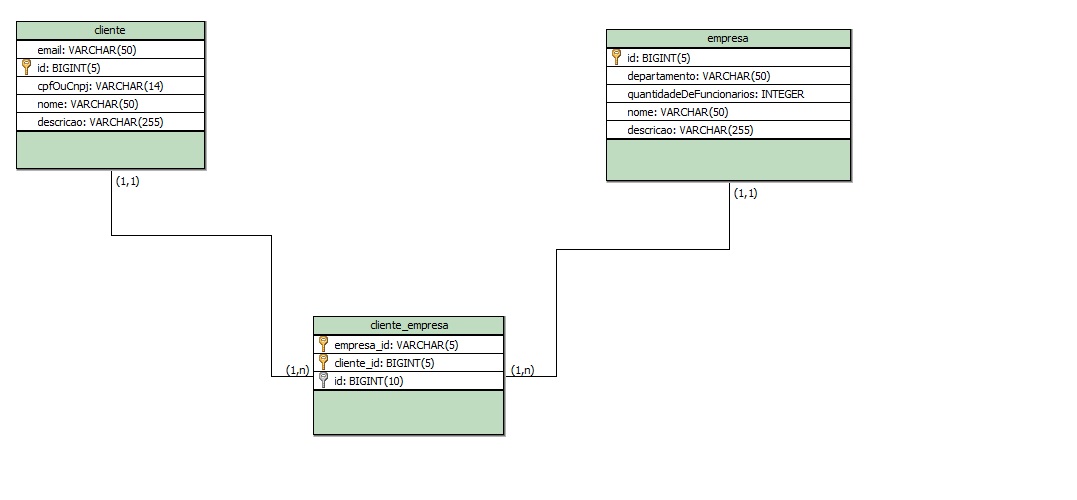 cliente
email: VARCHAR(50)
id: BIGINT(5)
cpfOuCnpj: VARCHAR(14)
nome: VARCHAR(50)
descricao: VARCHAR(255)
(1,1)
empresa
id: BIGINT(5)
departamento: VARCHAR(50)
quantidadeDeFuncionarios: INTEGER
nome: VARCHAR(50)
descricao: VARCHAR(255)
(1,1)
cliente_empresa
empresa_id: VARCHAR(5)
cliente_id: BIGINT(5)
id: BIGINT(10)
(1,n)
(1,n)